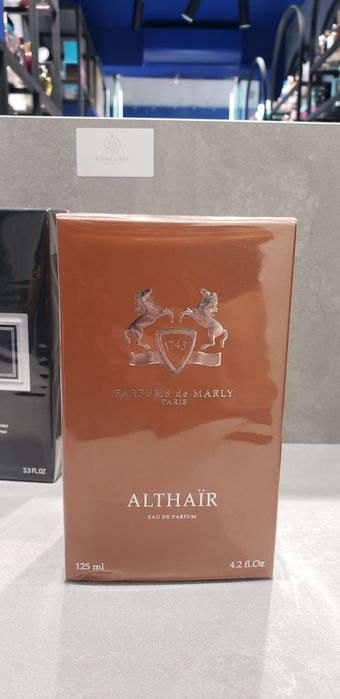 PARFUMS
1743
PARFUMS de MARLY
PARIS
ALTHAÏR
EAU DE PARFUM
125 ml
4.2 fl.Oz
3.3 FL.OZ